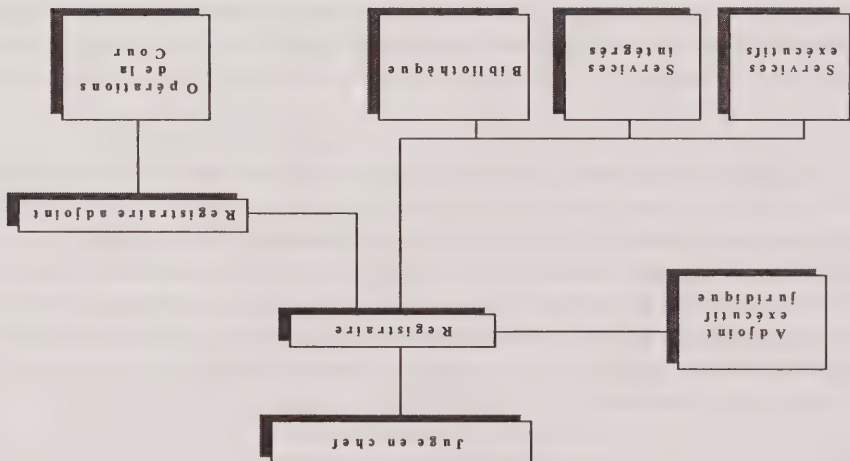 Juge en chef
Registraire
Adjoint
exécutif
juridique
Registraire adjoint
Services
exécutifs
Services
intégrés
Bibliothèque
Opérations
de la
Cour